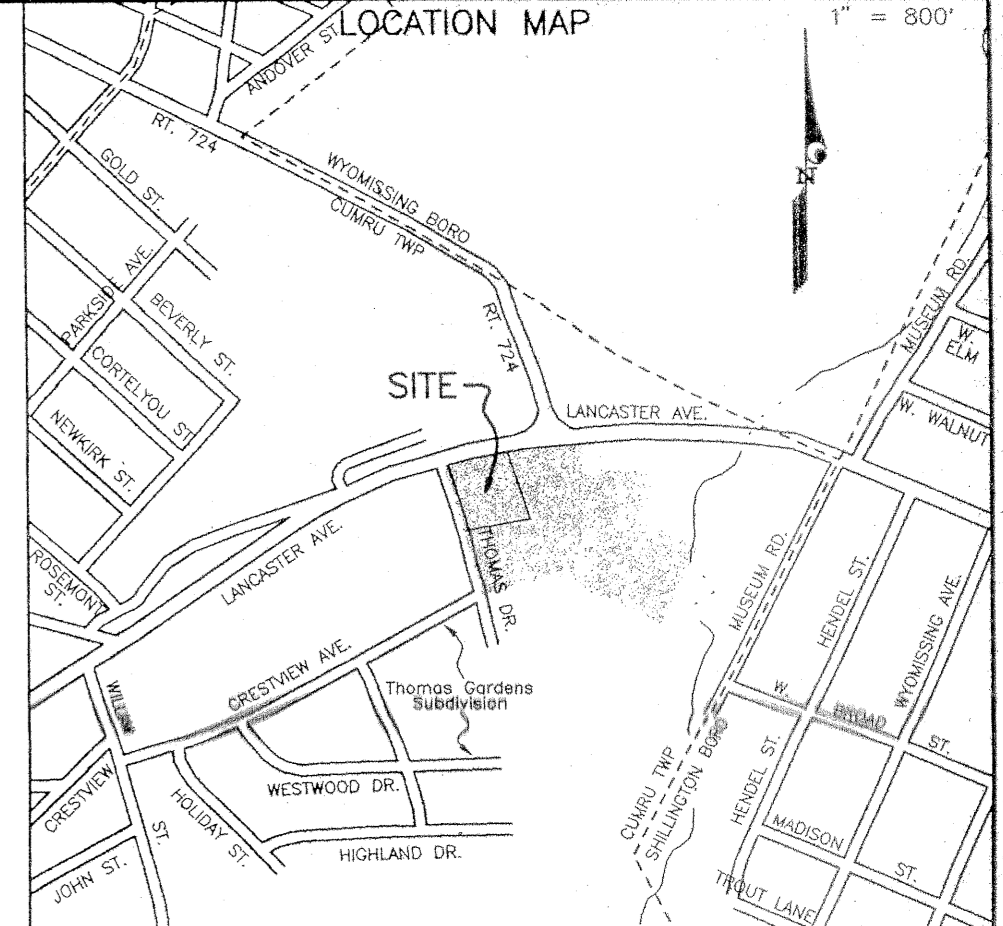 LOCATION MAP
1" = 800'
ANDOVER ST.
RT. 724
GOLD ST.
WYOMISSING BORO
CUMRU TWP
N
PARKSIDE AVE.
BEVERLY ST.
MUSEUM RD.
W. ELM
CORTELYOU ST.
RT. 724
SITE
LANCASTER AVE.
W. WALNUT
NEWKIRK ST.
ROSEMONT ST.
LANCASTER AVE.
THOMAS DR.
MUSEUM RD.
HENDEL ST.
WYOMISSING AVE.
CRESTVIEW AVE.
Thomas Gardens
Subdivision
WILLIAM ST.
W. BROAD ST.
CRESTVIEW
HOLIDAY ST.
WESTWOOD DR.
CUMRU TWP
SHILLINGTON BORO
HENDEL ST.
MADISON ST.
HIGHLAND DR.
JOHN ST.
TROUT LANE